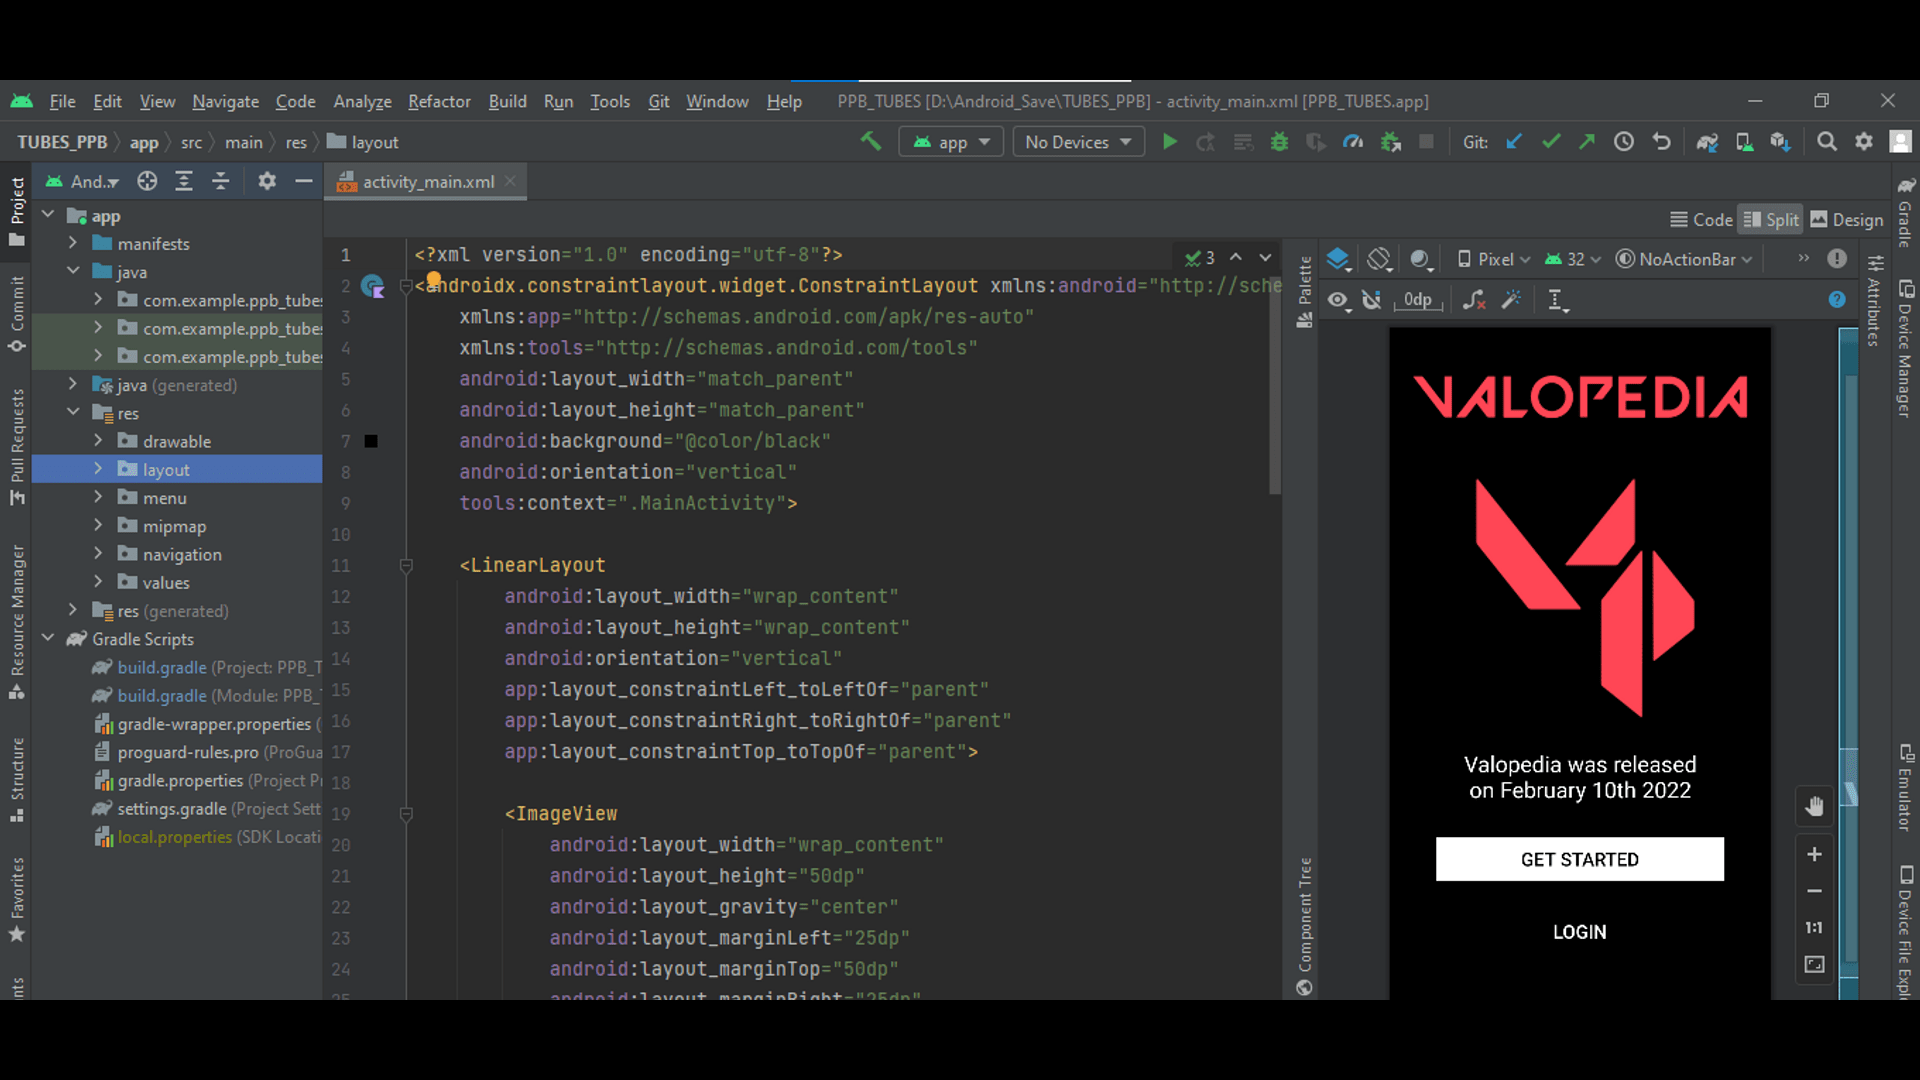 File Edit View Navigate Code Analyze Refactor Build Run Tools Git Window Help PPB_TUBES [D:\Android_Save\TUBES_PPB] - activity_main.xml [PPB_TUBES.app]
TUBES_PPB app src main res layout app No Devices Git:
And.. activity_main.xml
Code Split Design
Pixel 32 NoActionBar
0dp
Project
Commit
Pull Requests
Resource Manager
Structure
Favorites
app
manifests
java
com.example.ppb_tubes
com.example.ppb_tubes
com.example.ppb_tubes
java (generated)
res
drawable
layout
menu
mipmap
navigation
values
res (generated)
Gradle Scripts
build.gradle (Project: PPB_T
build.gradle (Module: PPB_
gradle-wrapper.properties (
proguard-rules.pro (ProGua
gradle.properties (Project P
settings.gradle (Project Sett
local.properties (SDK Locati
3
1 <?xml version="1.0" encoding="utf-8"?>
2 <androidx.constraintlayout.widget.ConstraintLayout xmlns:android="http://sche
3 xmlns:app="http://schemas.android.com/apk/res-auto"
4 xmlns:tools="http://schemas.android.com/tools"
5 android:layout_width="match_parent"
6 android:layout_height="match_parent"
7 android:background="@color/black"
8 android:orientation="vertical"
9 tools:context=".MainActivity">
10
11 <LinearLayout
12 android:layout_width="wrap_content"
13 android:layout_height="wrap_content"
14 android:orientation="vertical"
15 app:layout_constraintLeft_toLeftOf="parent"
16 app:layout_constraintRight_toRightOf="parent"
17 app:layout_constraintTop_toTopOf="parent">
18
19 <ImageView
20 android:layout_width="wrap_content"
21 android:layout_height="50dp"
22 android:layout_gravity="center"
23 android:layout_marginLeft="25dp"
24 android:layout_marginTop="50dp"
25 android:layout_marginRight="25dp"
Palette
Component Tree
VALOPEDIA
Valopedia was released
on February 10th 2022
GET STARTED
LOGIN
1:1
Attributes
Gradle
Device Manager
Emulator
Device File Explo